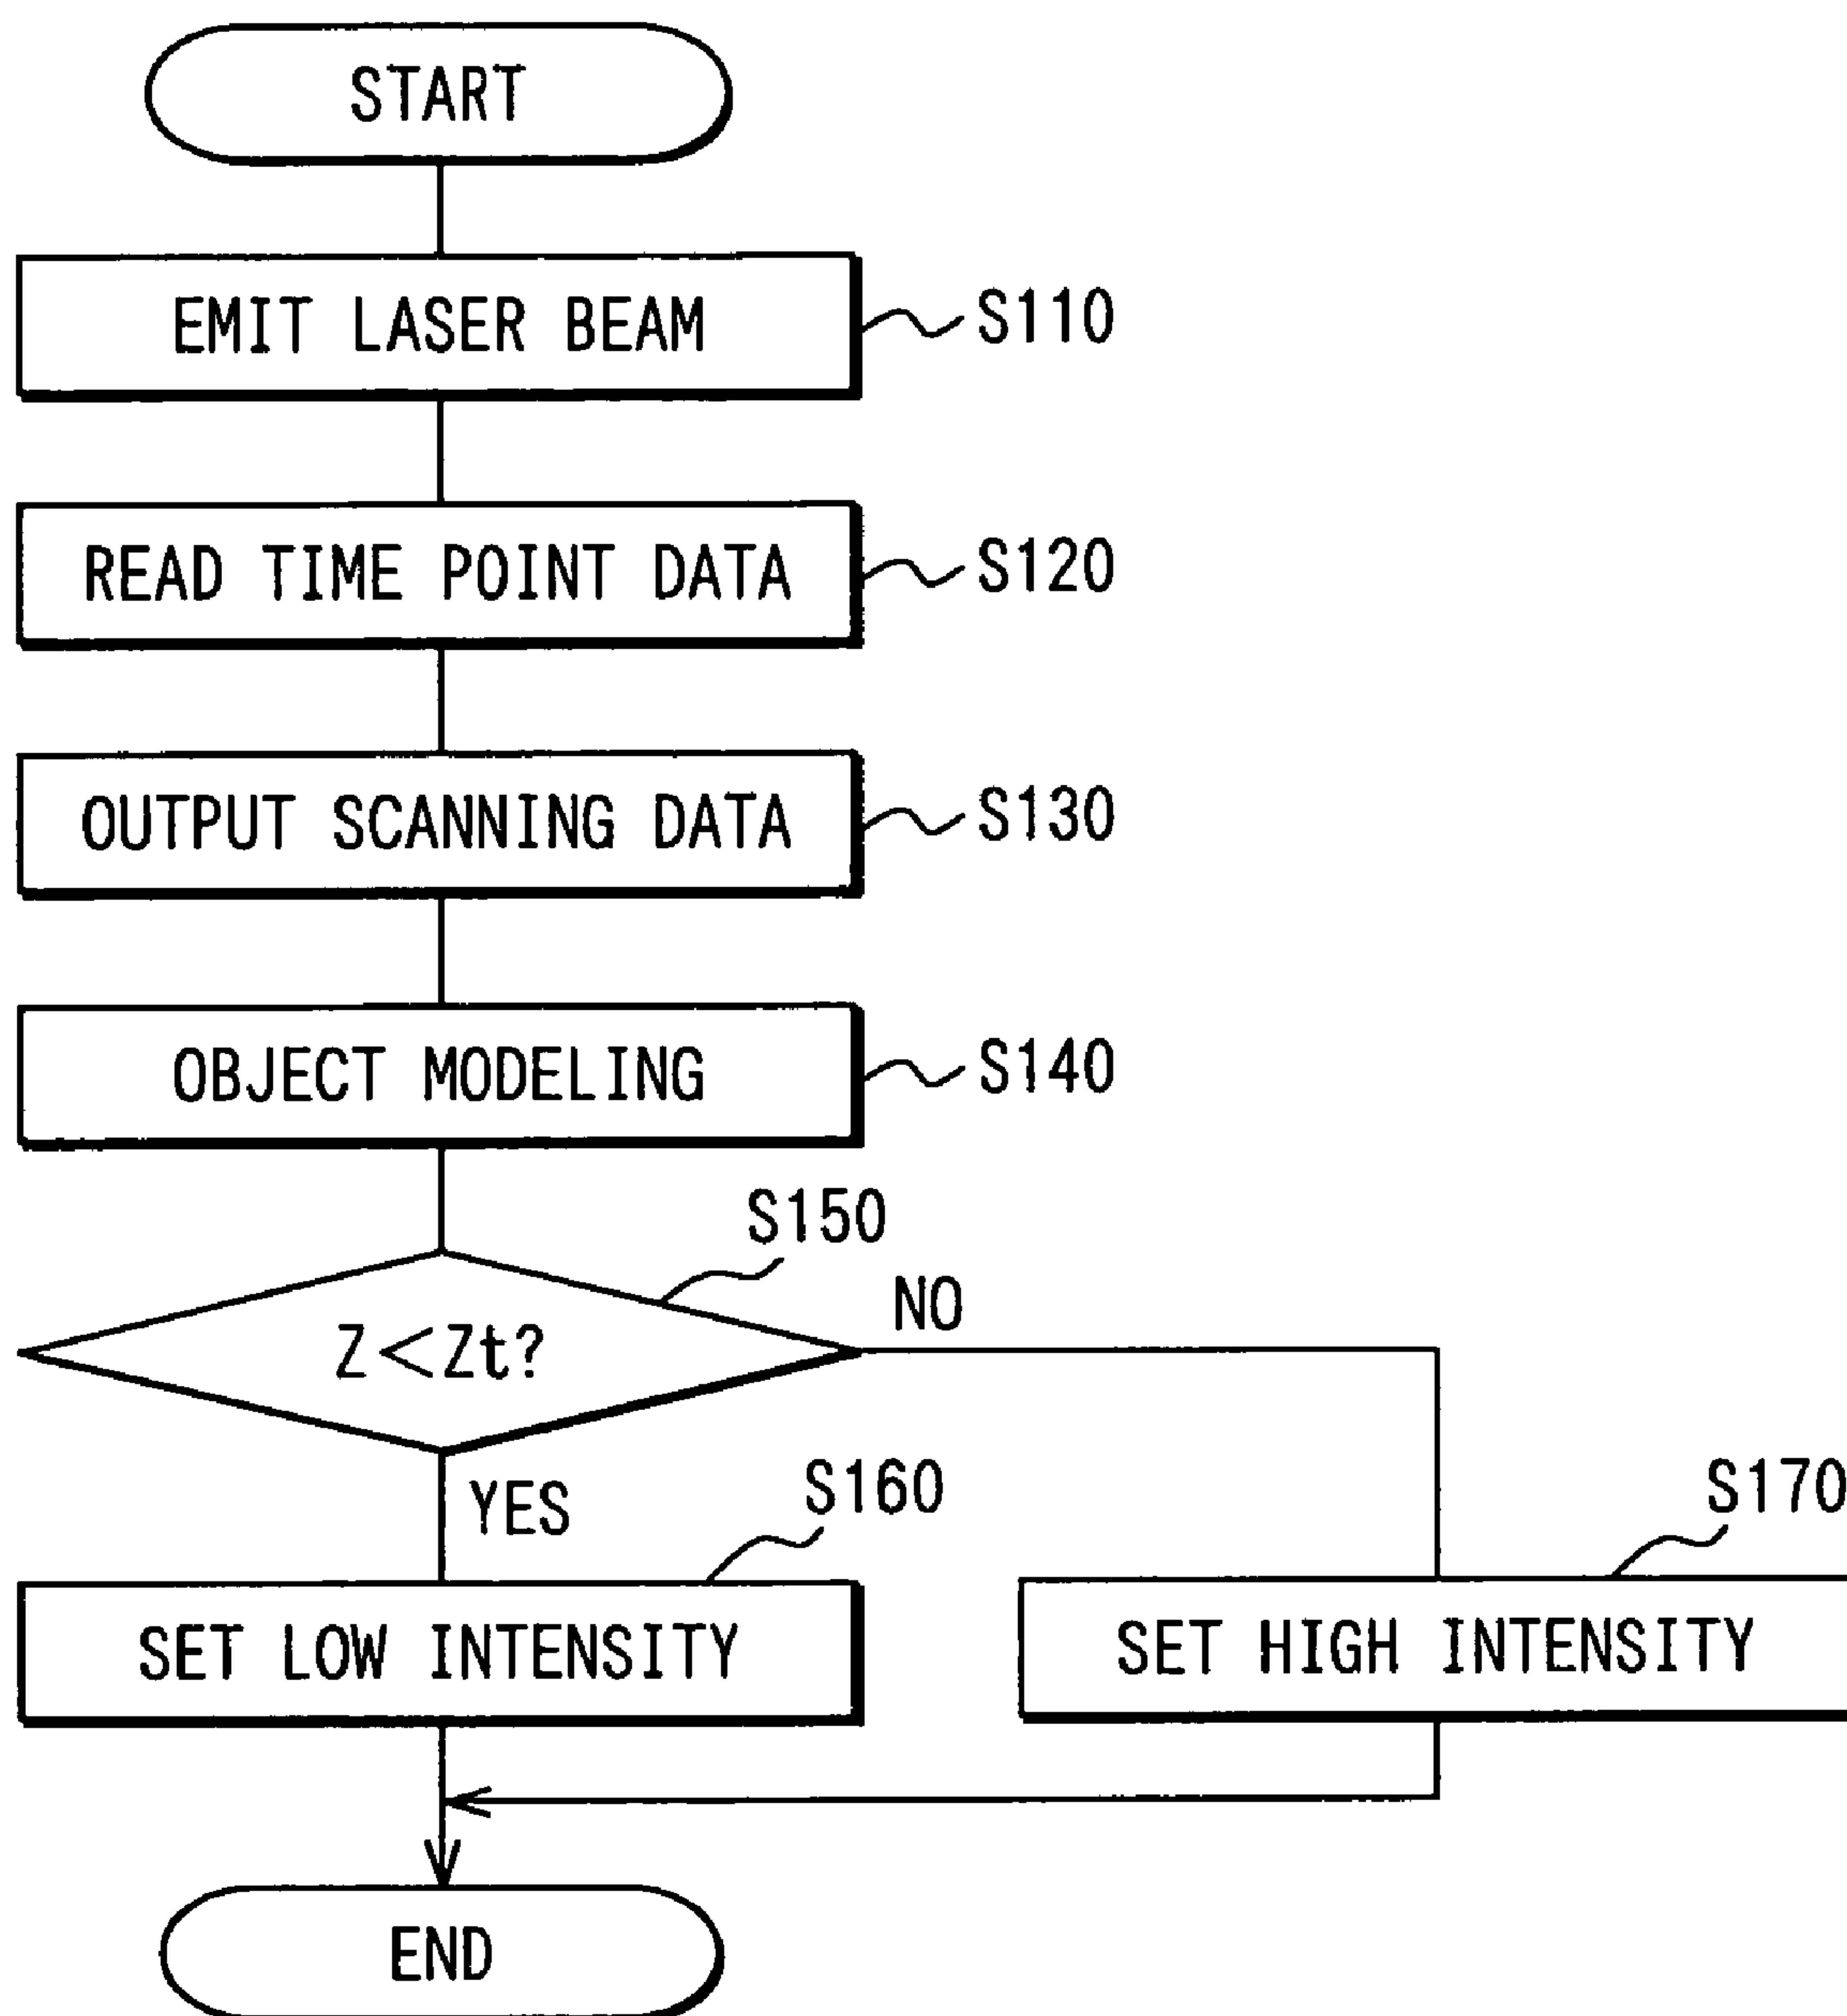 START
EMIT LASER BEAM
S110
READ TIME POINT DATA
S120
OUTPUT SCANNING DATA
S130
OBJECT MODELING
S140
S150
Z<Zt?
NO
YES
S160
S170
SET LOW INTENSITY
SET HIGH INTENSITY
END